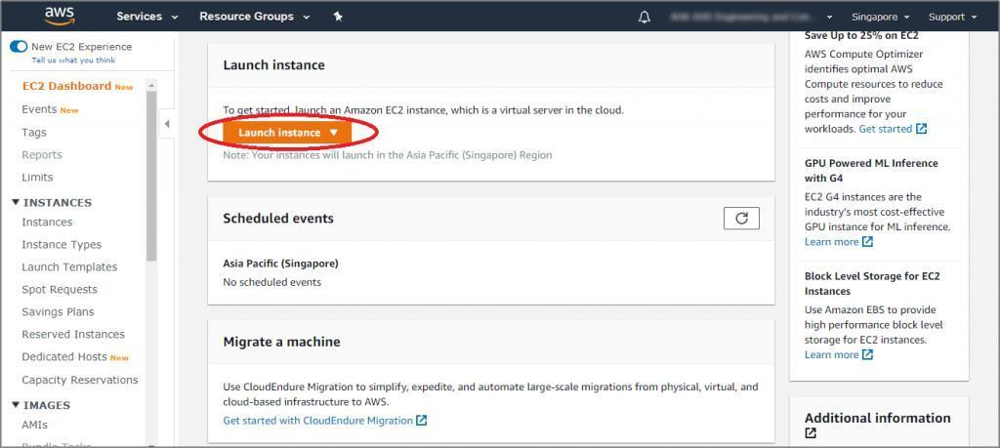 aws
Services
Resource Groups
Singapore
Support
New EC2 Experience
Tell us what you think
EC2 Dashboard New
Events New
Tags
Reports
Limits
INSTANCES
Instances
Instance Types
Launch Templates
Spot Requests
Savings Plans
Reserved Instances
Dedicated Hosts New
Capacity Reservations
IMAGES
AMIs
Bundle Tasks
Launch instance
To get started, launch an Amazon EC2 instance, which is a virtual server in the cloud.
Launch instance
Note: Your instances will launch in the Asia Pacific (Singapore) Region
Scheduled events
Asia Pacific (Singapore)
No scheduled events
Migrate a machine
Use CloudEndure Migration to simplify, expedite, and automate large-scale migrations from physical, virtual, and
cloud-based infrastructure to AWS.
Get started with CloudEndure Migration
Save Up to 25% on EC2
AWS Compute Optimizer
identifies optimal AWS
Compute resources to reduce
costs and improve
performance for your
workloads. Get started
GPU Powered ML Inference
with G4
EC2 G4 instances are the
industry's most cost-effective
GPU instance for ML inference.
Learn more
Block Level Storage for EC2
Instances
Use Amazon EBS to provide
high performance block level
storage for EC2 instances.
Learn more
Additional information